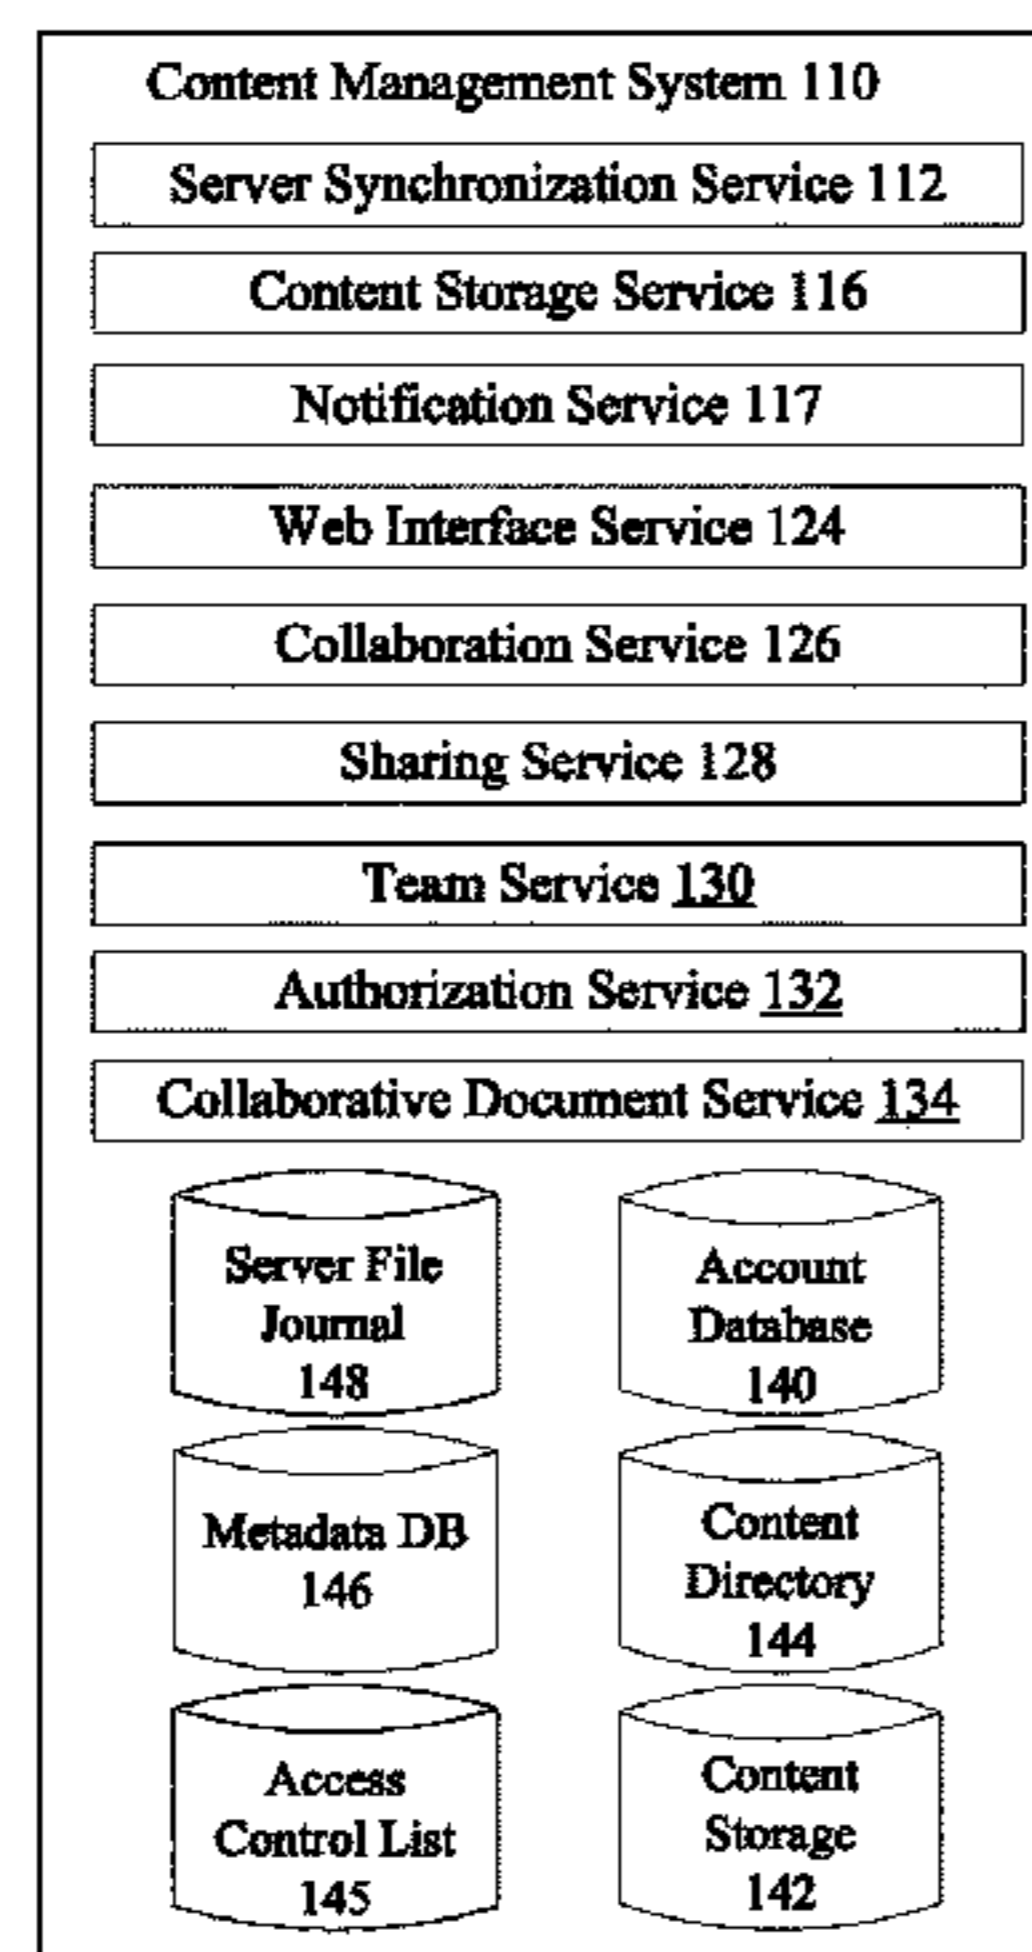 Content Management System 110
Server Synchronization Service 112
Content Storage Service 116
Notification Service 117
Web Interface Service 124
Collaboration Service 126
Sharing Service 128
Team Service 130
Authorization Service 132
Collaborative Document Service 134
Server File
Journal
148
Account
Database
140
Metadata DB
146
Content
Directory
144
Access
Control List
145
Content
Storage
142